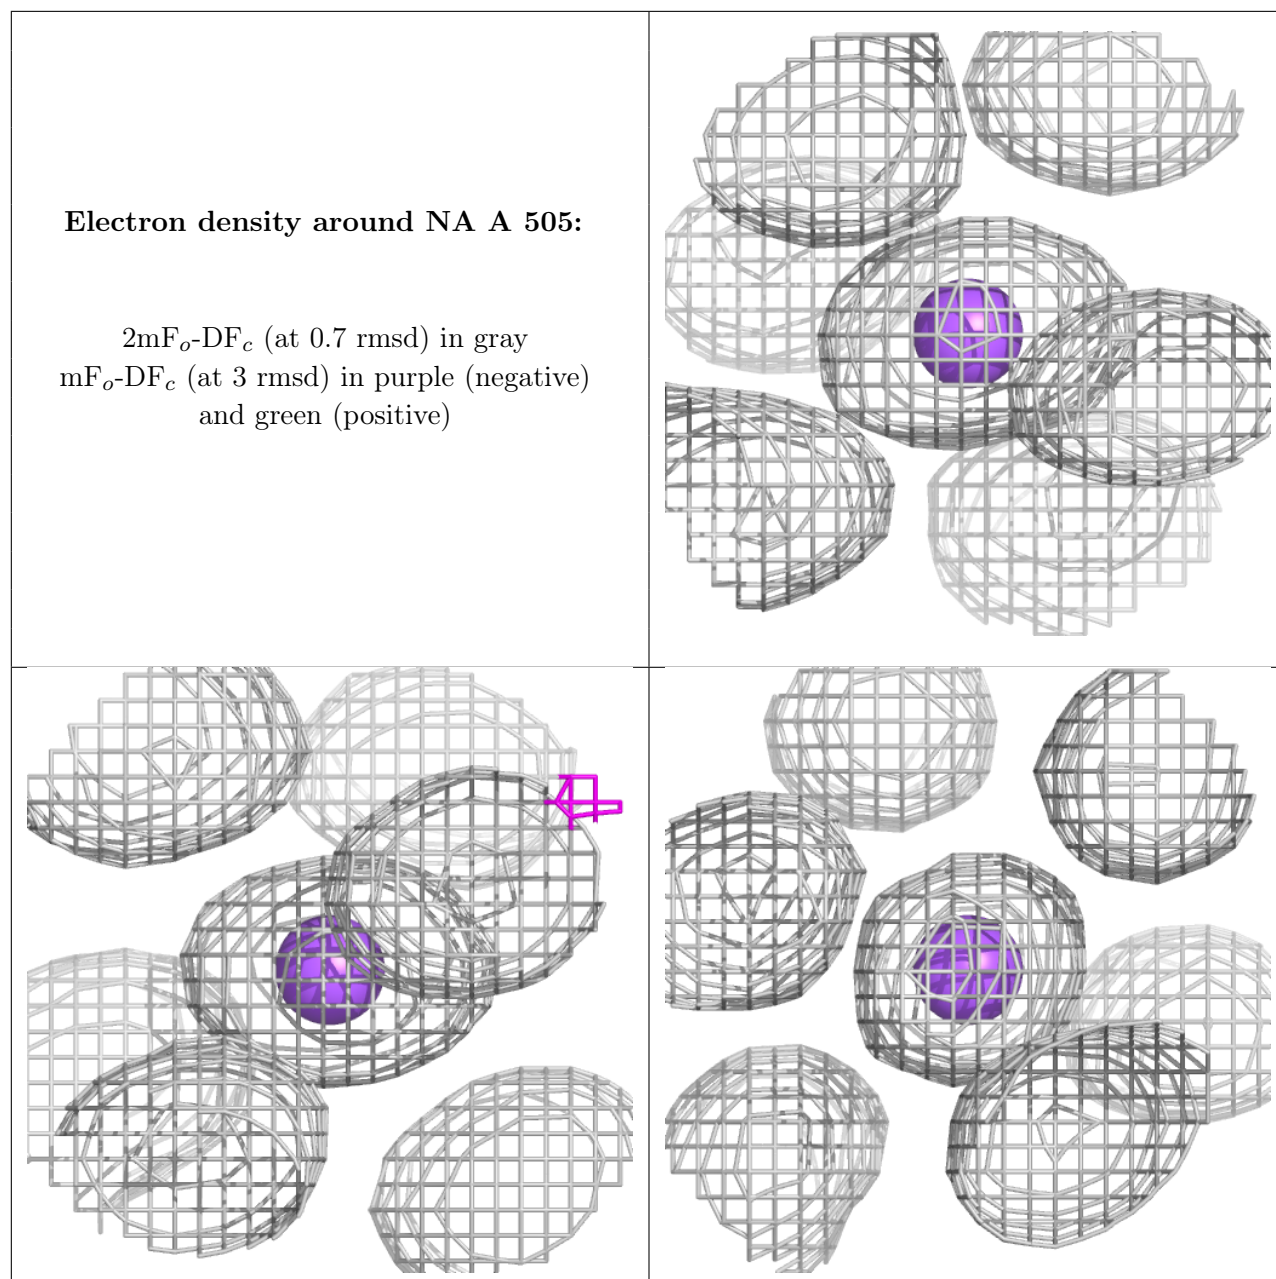 Electron density around NA A 505:
2mFo-DFc (at 0.7 rmsd) in gray
mFo-DFc (at 3 rmsd) in purple (negative)
and green (positive)